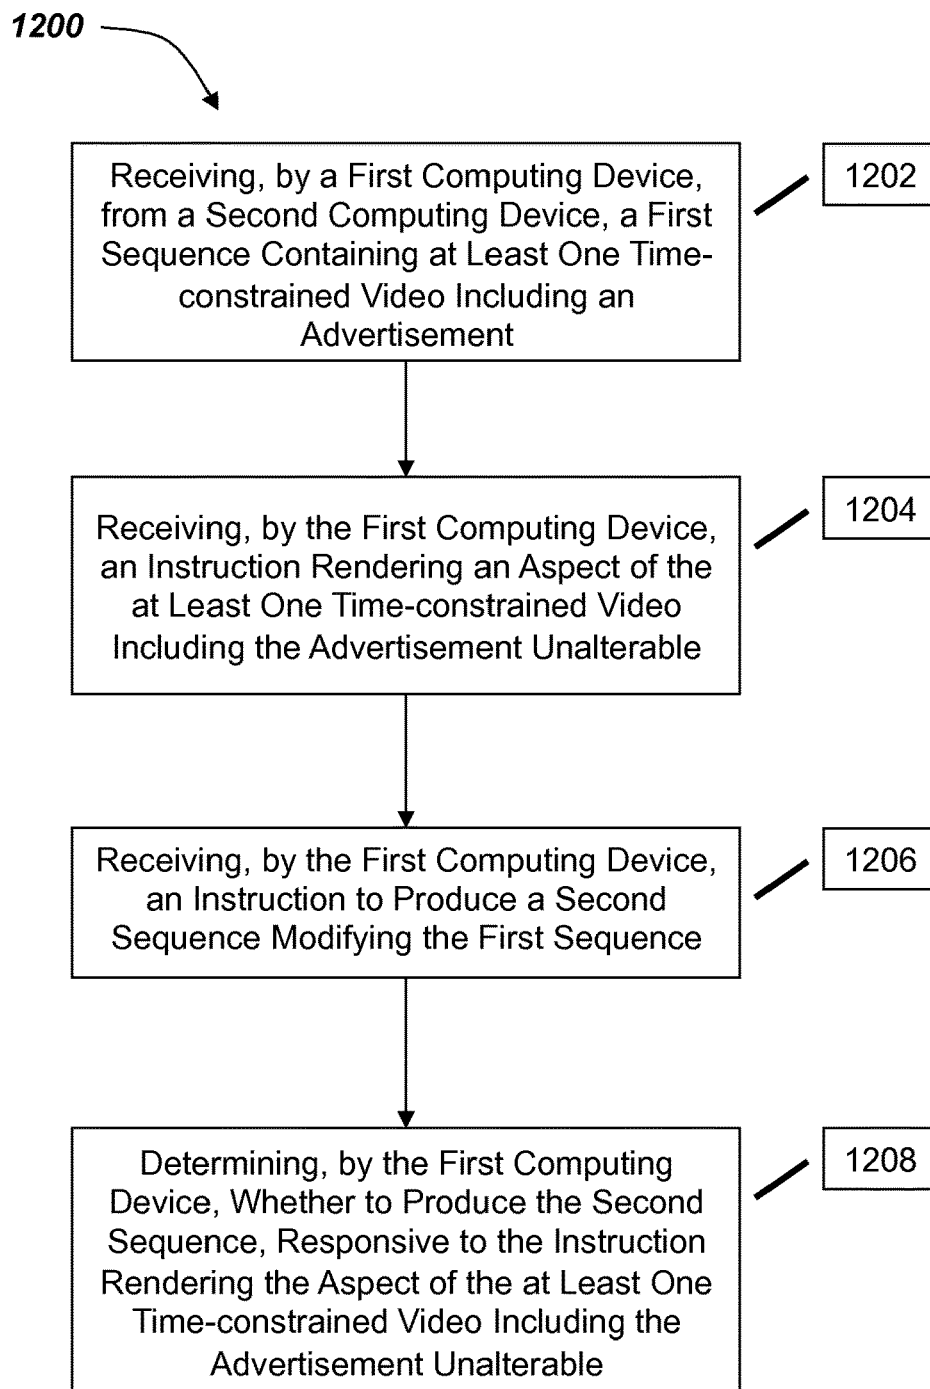 1200
Receiving, by a First Computing Device,
from a Second Computing Device, a First
Sequence Containing at Least One Time-
constrained Video Including an
Advertisement
1202
Receiving, by the First Computing Device,
an Instruction Rendering an Aspect of the
at Least One Time-constrained Video
Including the Advertisement Unalterable
1204
Receiving, by the First Computing Device,
an Instruction to Produce a Second
Sequence Modifying the First Sequence
1206
Determining, by the First Computing
Device, Whether to Produce the Second
Sequence, Responsive to the Instruction
Rendering the Aspect of the at Least One
Time-constrained Video Including the
Advertisement Unalterable
1208